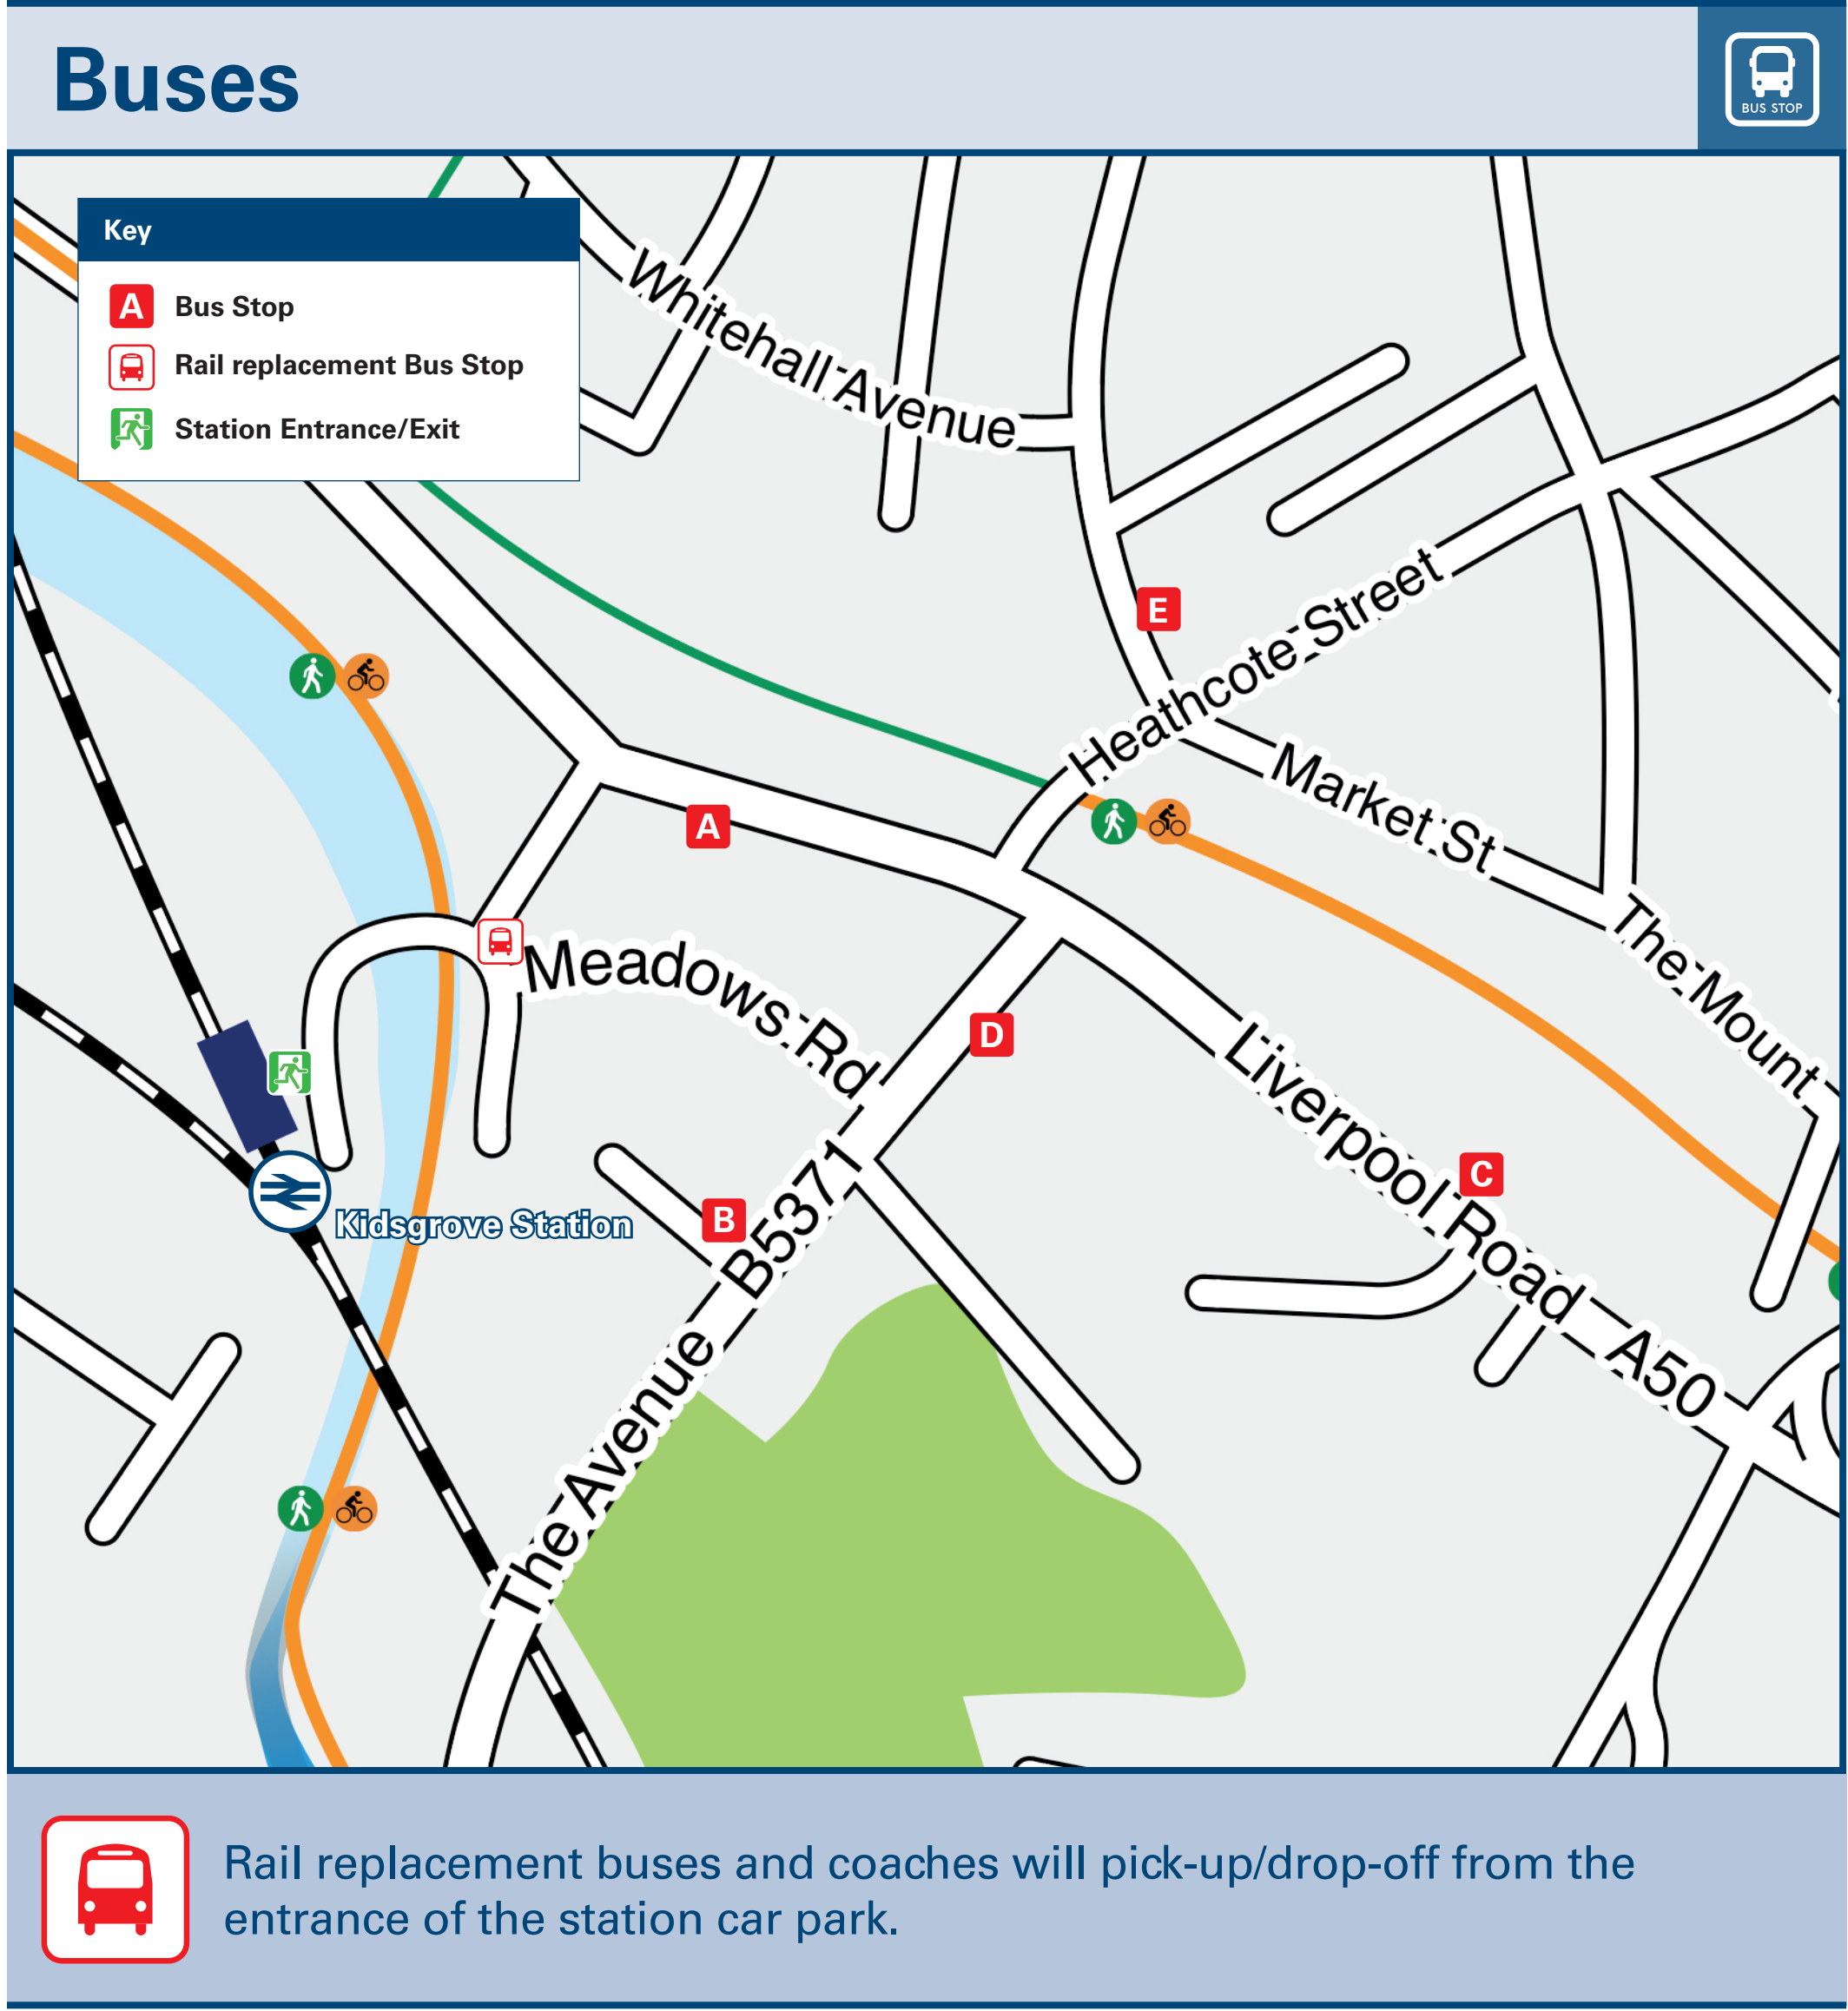 Buses
BUS STOP
Key
A Bus Stop
Rail replacement Bus Stop
Station Entrance/Exit
Whitehall Avenue
E
Heathcote Street
Market St
A
The Mount
Meadows Rd
D
Liverpool Road A50
C
B
Kidsgrove Station
The Avenue B5371
Rail replacement buses and coaches will pick-up/drop-off from the
entrance of the station car park.